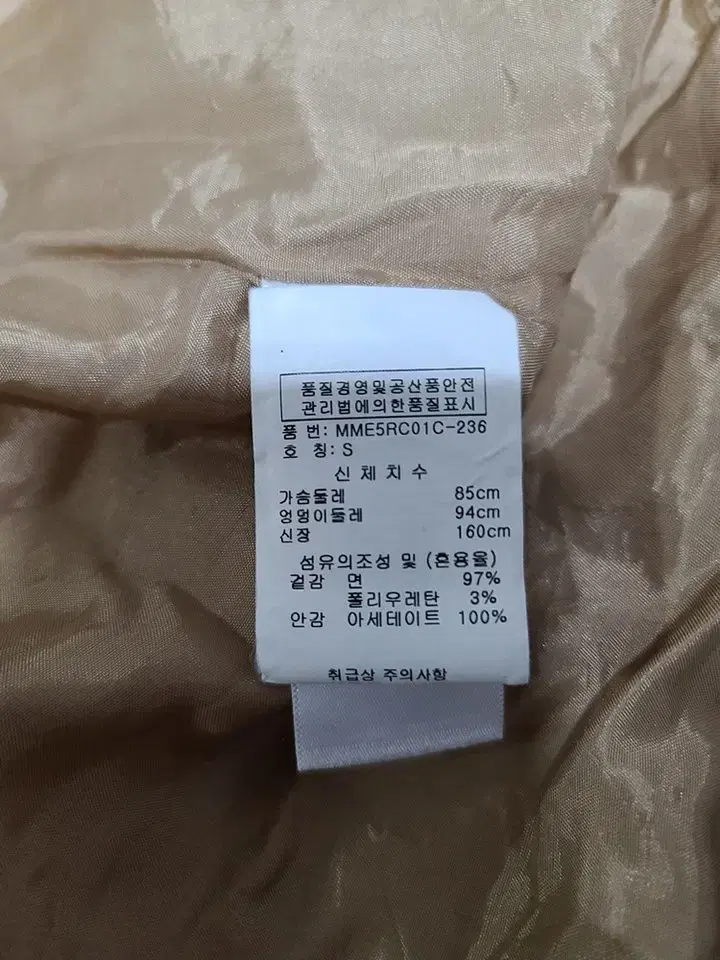 품질경영및공산품안전
관리법에의한품질표시
품 번: MME5RC01C-236
호 칭: S
신 체 치 수
가슴둘레 85cm
엉덩이둘레 94cm
신장 160cm
섬유의조성 및 (혼용율)
겉감 면 97%
폴리우레탄 3%
안감 아세테이트 100%
취급상 주의사항